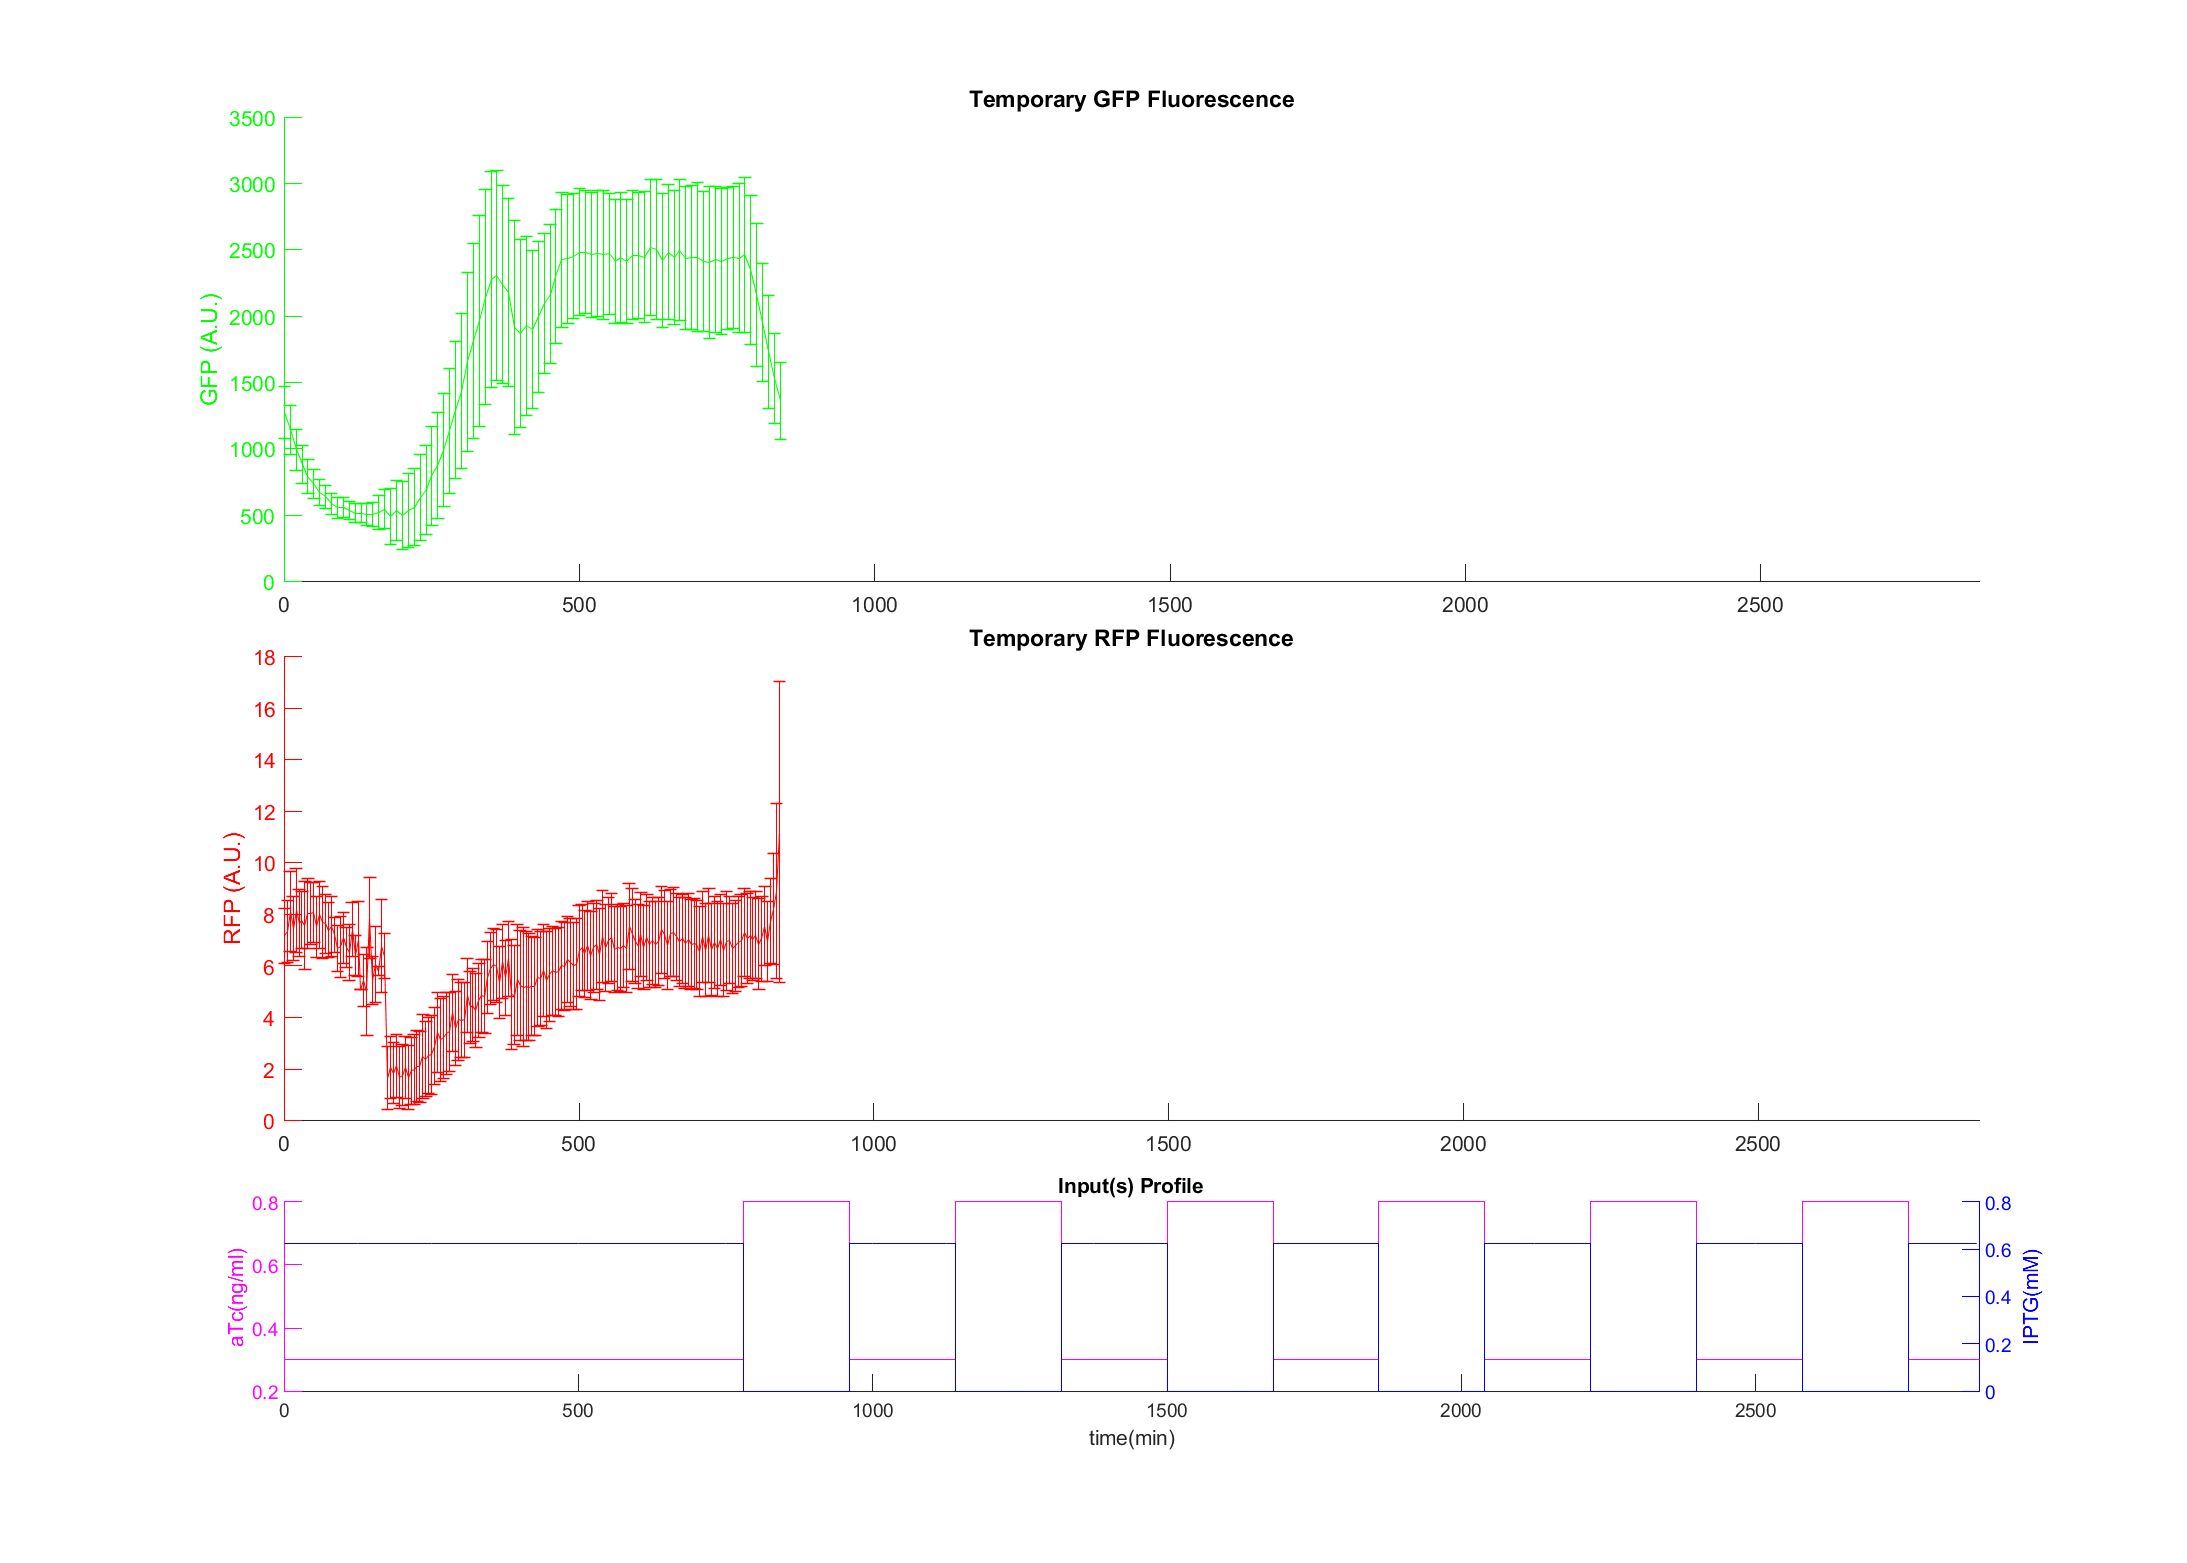 Temporary GFP Fluorescence
3500
3000
2500
2000
1500
1000
500
0
GFP (A.U.)
0 500 1000 1500 2000 2500
Temporary RFP Fluorescence
18
16
14
12
10
8
6
4
2
0
RFP (A.U.)
0 500 1000 1500 2000 2500
Input(s) Profile
0.8
0.6
0.4
0.2
aTc(ng/ml)
0.8
0.6
0.4
0.2
0
IPTG(mM)
0 500 1000 1500 2000 2500
time(min)